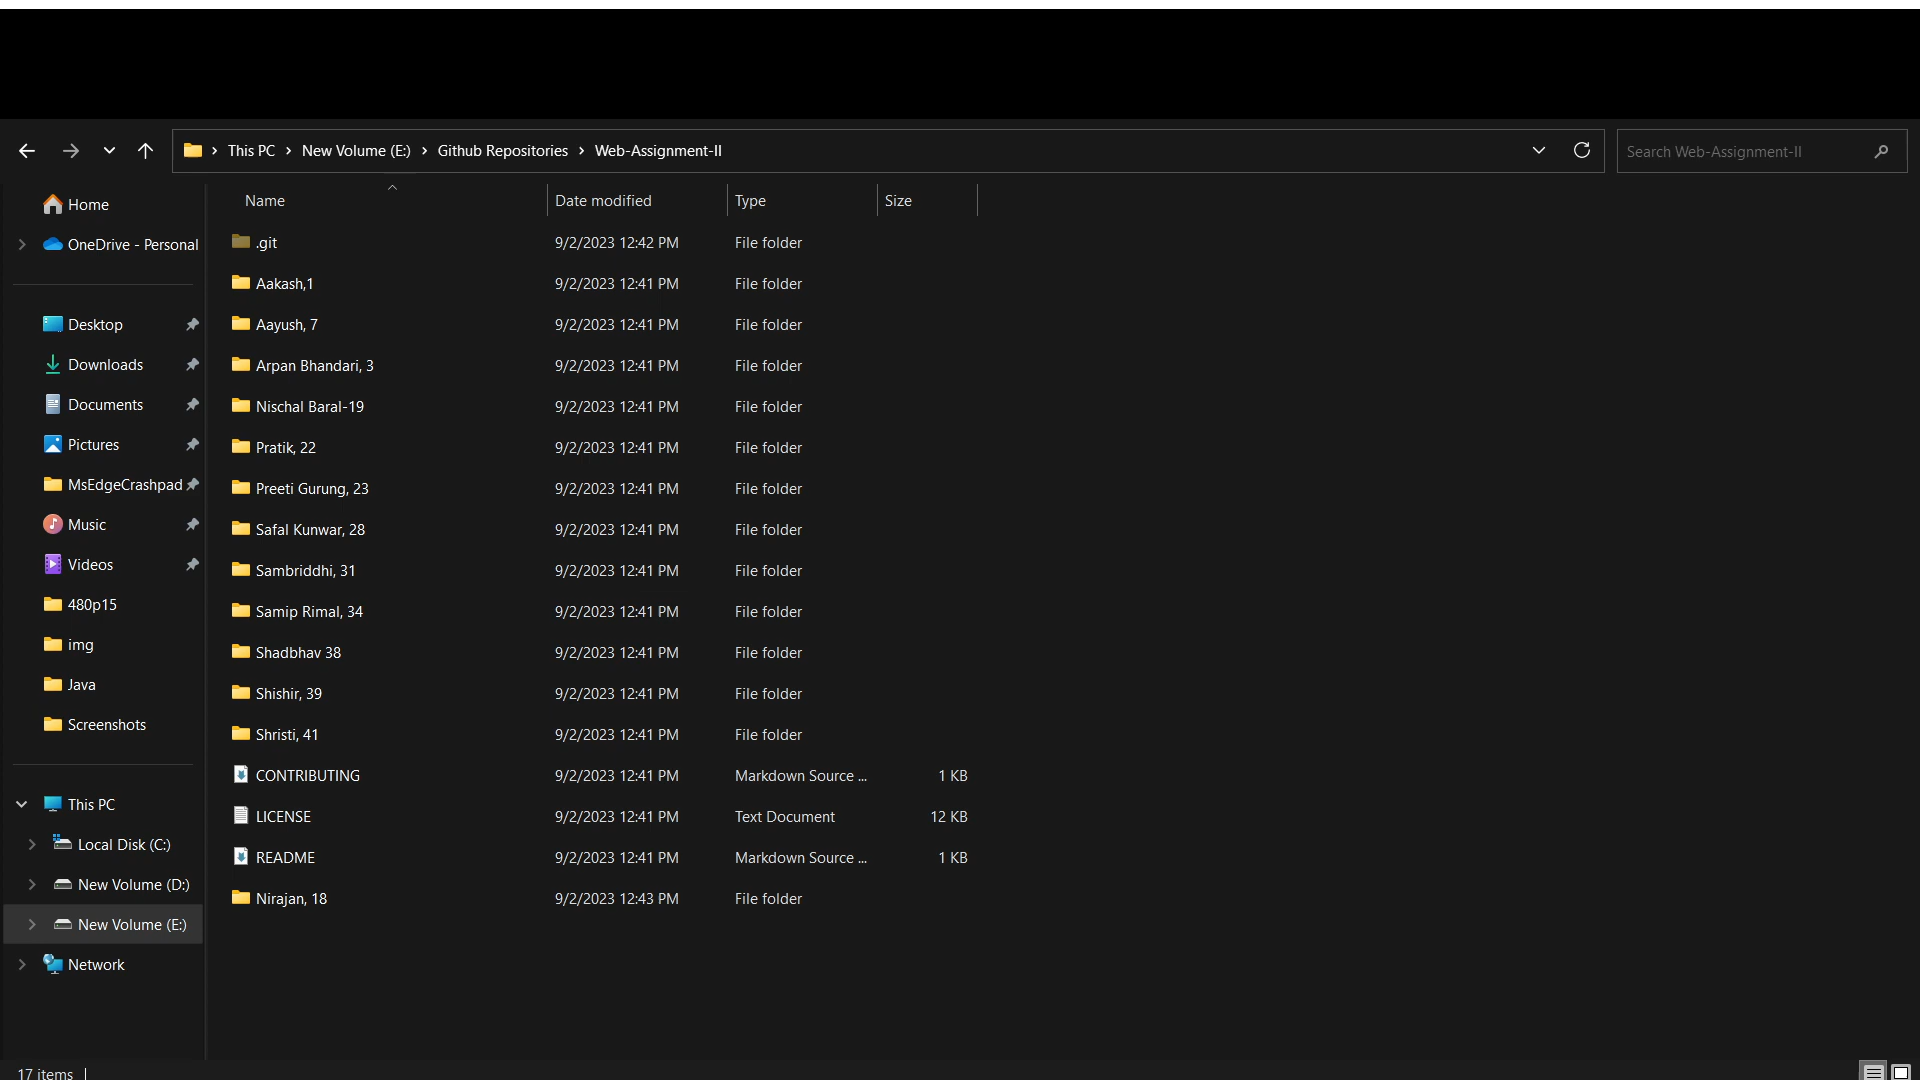 This PC > New Volume (E:) > Github Repositories > Web-Assignment-II
Search Web-Assignment-II
Home
OneDrive - Personal
Desktop
Downloads
Documents
Pictures
MsEdgeCrashpad
Music
Videos
480p15
img
Java
Screenshots
This PC
Local Disk (C:)
New Volume (D:)
New Volume (E:)
Network
Name Date modified Type Size
.git 9/2/2023 12:42 PM File folder
Aakash,1 9/2/2023 12:41 PM File folder
Aayush, 7 9/2/2023 12:41 PM File folder
Arpan Bhandari, 3 9/2/2023 12:41 PM File folder
Nischal Baral-19 9/2/2023 12:41 PM File folder
Pratik, 22 9/2/2023 12:41 PM File folder
Preeti Gurung, 23 9/2/2023 12:41 PM File folder
Safal Kunwar, 28 9/2/2023 12:41 PM File folder
Sambriddhi, 31 9/2/2023 12:41 PM File folder
Samip Rimal, 34 9/2/2023 12:41 PM File folder
Shadbhav 38 9/2/2023 12:41 PM File folder
Shishir, 39 9/2/2023 12:41 PM File folder
Shristi, 41 9/2/2023 12:41 PM File folder
CONTRIBUTING 9/2/2023 12:41 PM Markdown Source ... 1 KB
LICENSE 9/2/2023 12:41 PM Text Document 12 KB
README 9/2/2023 12:41 PM Markdown Source ... 1 KB
Nirajan, 18 9/2/2023 12:43 PM File folder
17 items